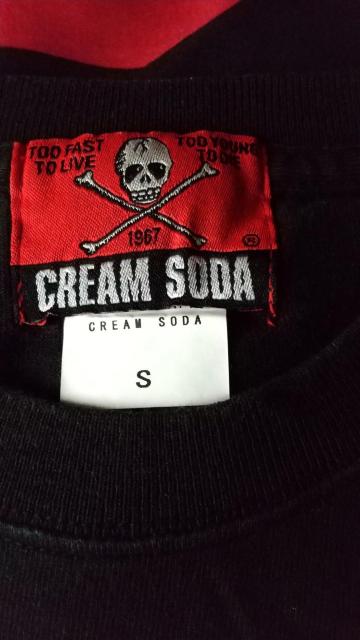 TOO FAST
TO LIVE
TOO YOUNG
TO DIE
1967
CREAM SODA
CREAM SODA
S